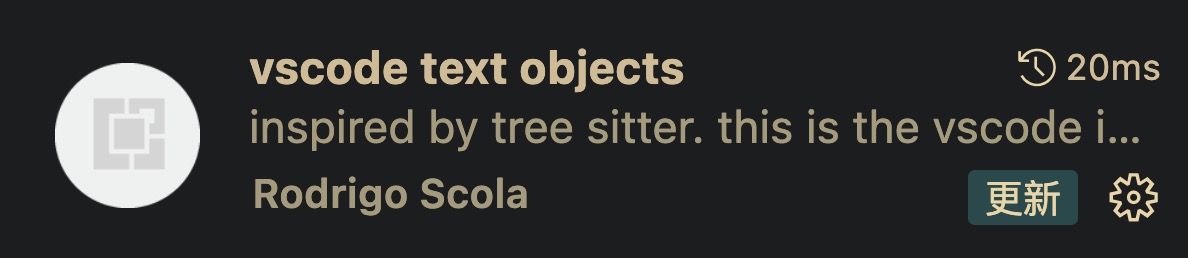 vscode text objects
20ms
inspired by tree sitter. this is the vscode i...
Rodrigo Scola
更新